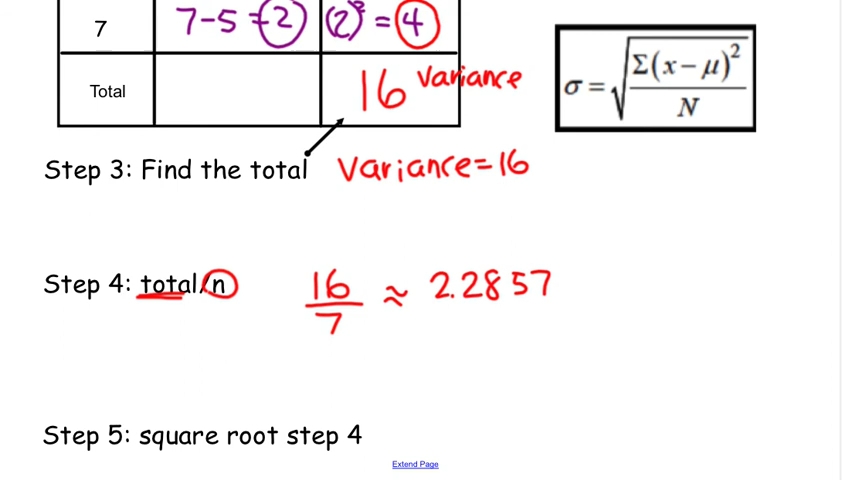 7 7-5=2 (2)² = 4
Total 16 variance
σ = √(Σ(x − μ)² / N)
Step 3: Find the total variance=16
Step 4: total/n 16/7 ≈ 2.2857
Step 5: square root step 4
Extend Page